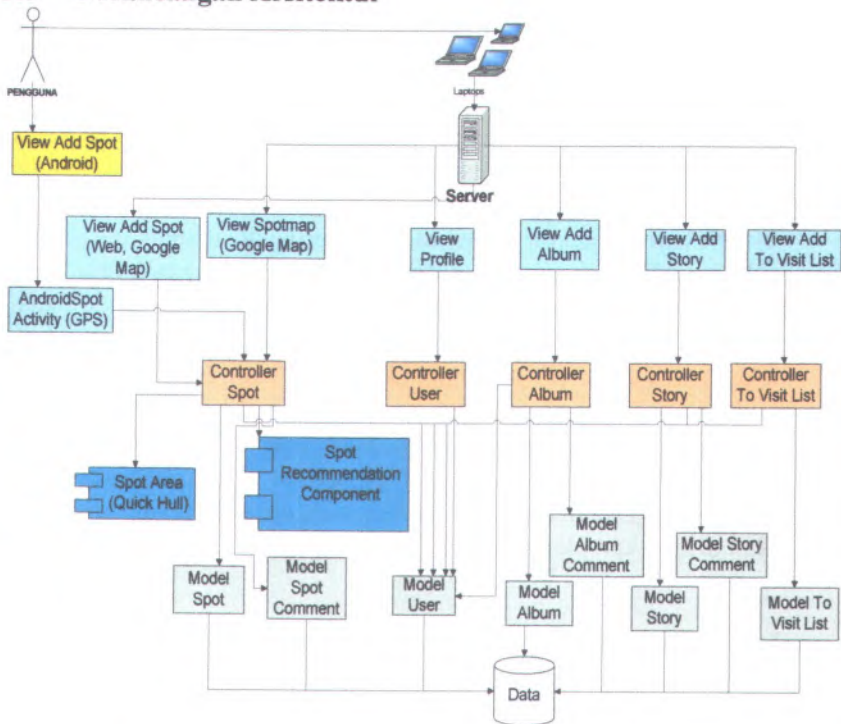 PENGGUNA
Laptops
Server
View Add Spot
(Android)
View Add Spot
(Web, Google
Map)
View Spotmap
(Google Map)
View
Profile
View Add
Album
View Add
Story
View Add
To Visit List
AndroidSpot
Activity (GPS)
Controller
Spot
Controller
User
Controller
Album
Controller
Story
Controller
To Visit List
Spot Area
(Quick Hull)
Spot
Recommendation
Component
Model
Spot
Model
Spot
Comment
Model
User
Model
Album
Model
Album
Comment
Model
Story
Model Story
Comment
Model To
Visit List
Data